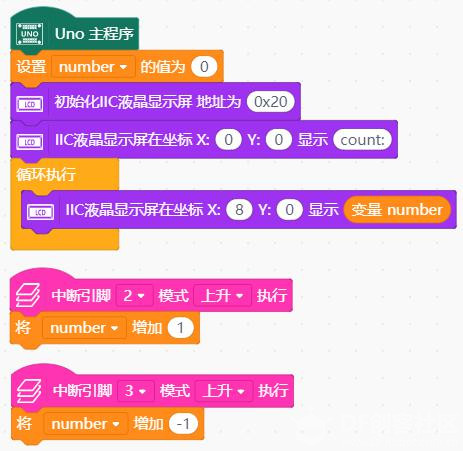 UNO Uno 主程序
设置 number 的值为 0
LCD 初始化IIC液晶显示屏 地址为 0x20
LCD IIC液晶显示屏在坐标 X: 0 Y: 0 显示 count:
循环执行
LCD IIC液晶显示屏在坐标 X: 8 Y: 0 显示 变量 number
中断引脚 2 模式 上升 执行
将 number 增加 1
中断引脚 3 模式 上升 执行
将 number 增加 -1